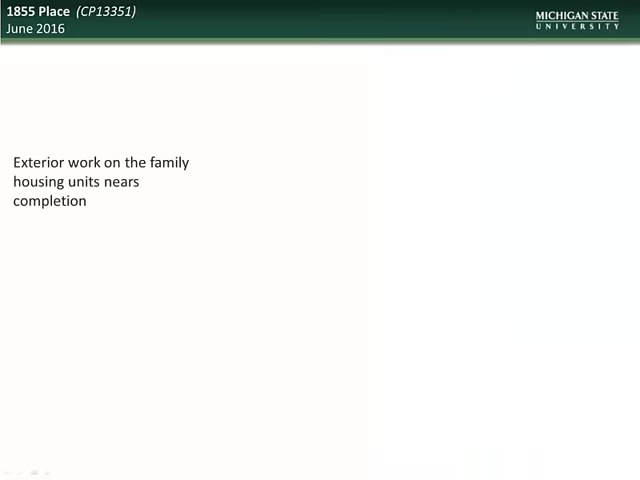 1855 Place (CP13351)
June 2016
MICHIGAN STATE
UNIVERSITY
Exterior work on the family
housing units nears
completion